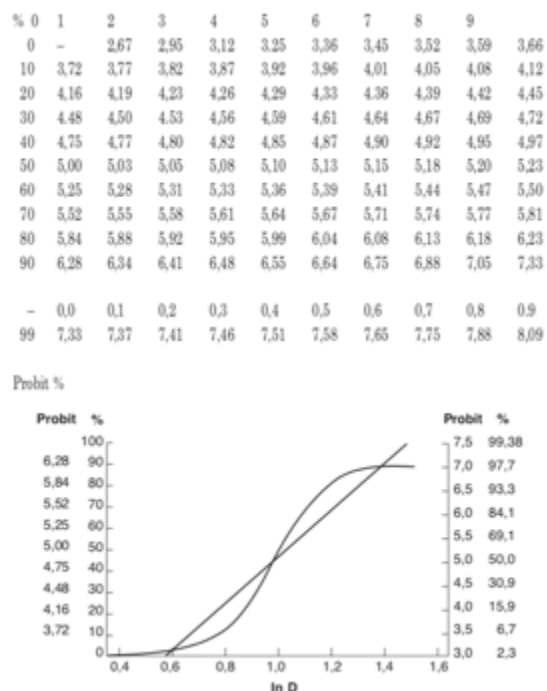 % 0 1 2 3 4 5 6 7 8 9
0 – 2,67 2,95 3,12 3.25 3,36 3,45 3,52 3,59 3,66
10 3,72 3,77 3,82 3,87 3,92 3,96 4,01 4,05 4,08 4,12
20 4,16 4,19 4,23 4,26 4,29 4,33 4.36 4,39 4,42 4,45
30 4.48 4,50 4,53 4,56 4,59 4,61 4,64 4,67 4,69 4,72
40 4,75 4,77 4,80 4,82 4,85 4,87 4,90 4,92 4,95 4,97
50 5,00 5,03 5,05 5,08 5,10 5,13 5,15 5,18 5,20 5,23
60 5,25 5,28 5,31 5,33 5,36 5,39 5,41 5,44 5,47 5,50
70 5,52 5,55 5,58 5,61 5,64 5,67 5,71 5,74 5,77 5,81
80 5,84 5,88 5,92 5,95 5,99 6,04 6,08 6,13 6,18 6,23
90 6,28 6,34 6,41 6,48 6,55 6,64 6,75 6,88 7,05 7,33
– 0,0 0,1 0,2 0,3 0,4 0,5 0,6 0,7 0,8 0.9
99 7,33 7,37 7,41 7,46 7,51 7,58 7,65 7,75 7,88 8,09
Probit %
Probit % Probit %
100 7,5 99,38
6,28 90 7,0 97,7
5,84 80 6,5 93,3
5,52 70 6,0 84,1
5,25 60 5,5 69,1
5,00 50 5,0 50,0
4,75 40 4,5 30,9
4,48 30 4,0 15,9
4,16 20 3,5 6,7
3,72 10 3,0 2,3
0
0,4 0,6 0,8 1,0 1,2 1,4 1,6
ln D